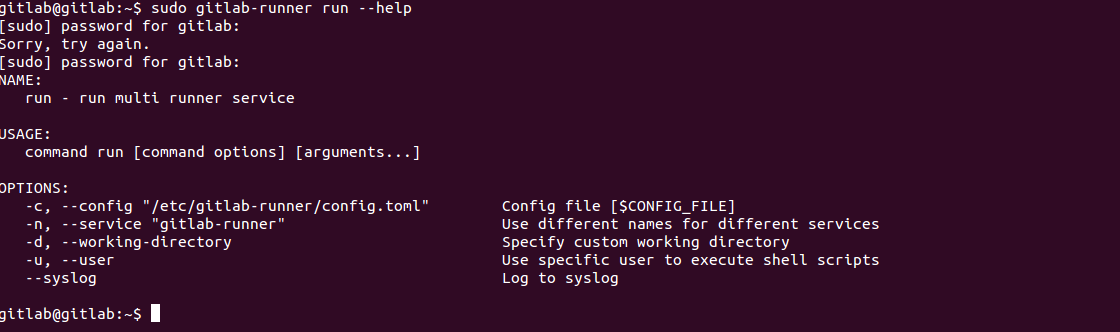 gitlab@gitlab:~$ sudo gitlab-runner run --help
[sudo] password for gitlab:
Sorry, try again.
[sudo] password for gitlab:
NAME:
   run - run multi runner service

USAGE:
   command run [command options] [arguments...]

OPTIONS:
   -c, --config "/etc/gitlab-runner/config.toml"        Config file [$CONFIG_FILE]
   -n, --service "gitlab-runner"                        Use different names for different services
   -d, --working-directory                              Specify custom working directory
   -u, --user                                           Use specific user to execute shell scripts
   --syslog                                             Log to syslog

gitlab@gitlab:~$